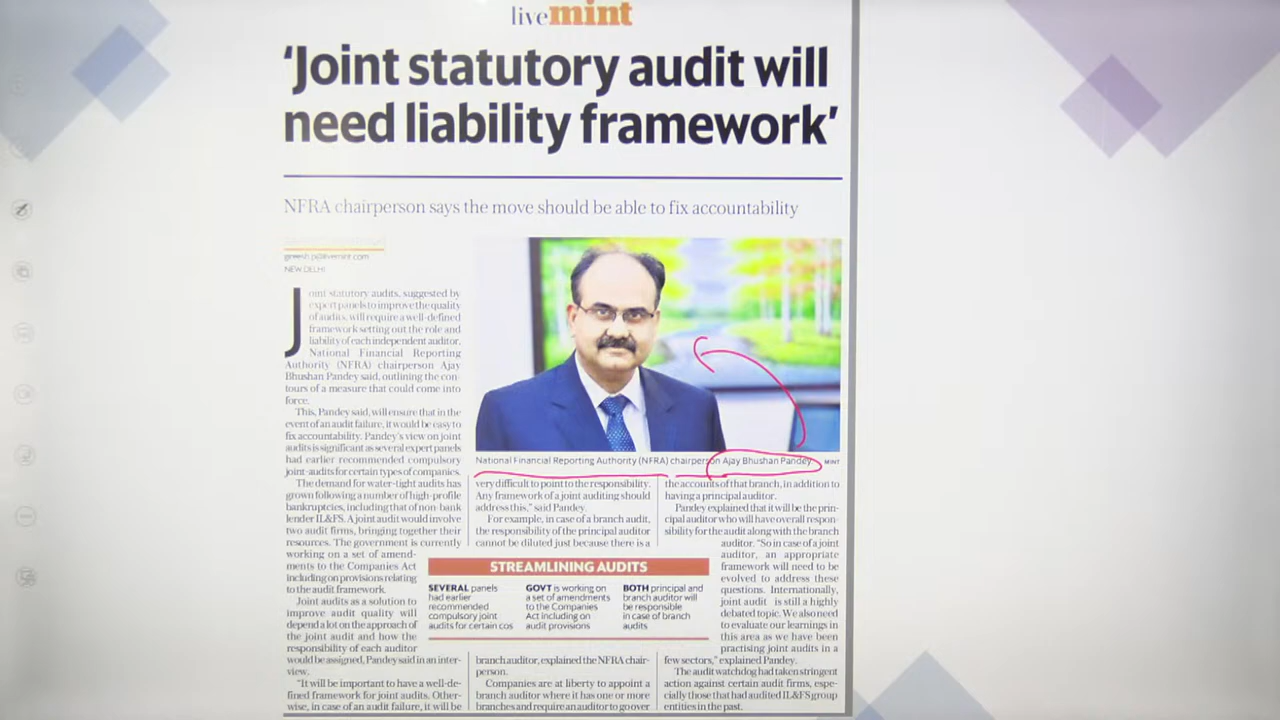 livemint
‘Joint statutory audit will
need liability framework’
NFRA chairperson says the move should be able to fix accountability
gireesh.p@livemint.com
NEW DELHI
Joint statutory audits, suggested by
expert panels to improve the quality
of audits, will require a well-defined
framework setting out the role and
liability of each independent auditor,
National Financial Reporting
Authority (NFRA) chairperson Ajay
Bhushan Pandey said, outlining the con-
tours of a measure that could come into
force.
This, Pandey said, will ensure that in the
event of an audit failure, it would be easy to
fix accountability. Pandey's view on joint
audits is significant as several expert panels
had earlier recommended compulsory
joint-audits for certain types of companies.
The demand for water-tight audits has
grown following a number of high-profile
bankruptcies, including that of non-bank
lender IL&FS. A joint audit would involve
two audit firms, bringing together their
resources. The government is currently
working on a set of amend-
ments to the Companies Act
including on provisions relating
to the audit framework.
Joint audits as a solution to
improve audit quality will
depend a lot on the approach of
the joint audit and how the
responsibility of each auditor
would be assigned, Pandey said in an inter-
view.
"It will be important to have a well-de-
fined framework for joint audits. Other-
wise, in case of an audit failure, it will be
National Financial Reporting Authority (NFRA) chairperson Ajay Bhushan Pandey. MINT
very difficult to point to the responsibility.
Any framework of a joint auditing should
address this," said Pandey.
For example, in case of a branch audit,
the responsibility of the principal auditor
cannot be diluted just because there is a
STREAMLINING AUDITS
SEVERAL panels
had earlier
recommended
compulsory joint
audits for certain cos
GOVT is working on
a set of amendments
to the Companies
Act including on
audit provisions
BOTH principal and
branch auditor will
be responsible
in case of branch
audits
branch auditor, explained the NFRA chair-
person.
Companies are at liberty to appoint a
branch auditor where it has one or more
branches and require an auditor to go over
the accounts of that branch, in addition to
having a principal auditor.
Pandey explained that it will be the prin-
cipal auditor who will have overall respon-
sibility for the audit along with the branch
auditor. "So in case of a joint
auditor, an appropriate
framework will need to be
evolved to address these
questions. Internationally,
joint audit is still a highly
debated topic. We also need
to evaluate our learnings in
this area as we have been
practising joint audits in a
few sectors," explained Pandey.
The audit watchdog had taken stringent
action against certain audit firms, espe-
cially those that had audited IL&FS group
entities in the past.